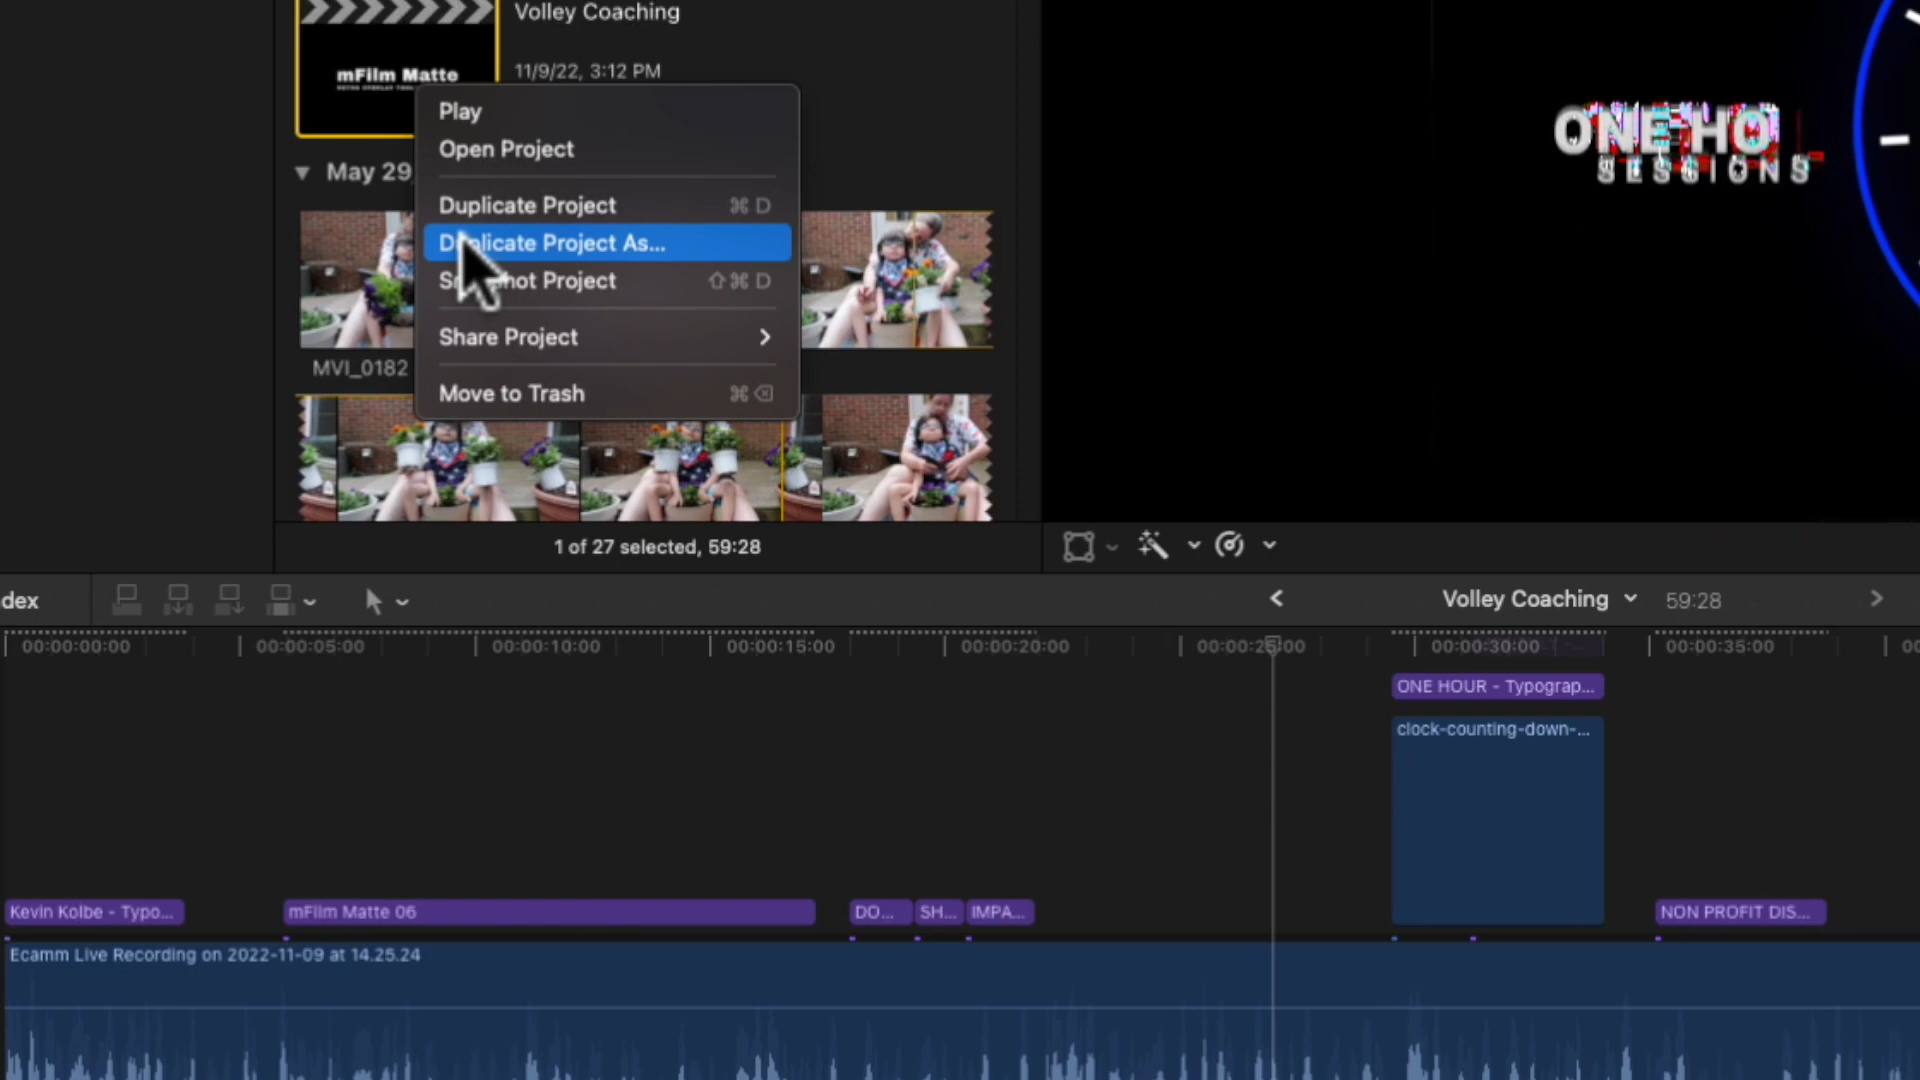 Volley Coaching
mFilm Matte
11/9/22, 3:12 PM
Play
Open Project
May 29
Duplicate Project ⌘ D
Duplicate Project As...
Snapshot Project ⇧⌘ D
Share Project
MVI_0182
Move to Trash ⌘ ⌫
ONE HO
SESSIONS
1 of 27 selected, 59:28
dex
Volley Coaching 59:28
00:00:00:00 00:00:05:00 00:00:10:00 00:00:15:00 00:00:20:00 00:00:25:00 00:00:30:00 00:00:35:00 00
ONE HOUR - Typograp...
clock-counting-down-...
Kevin Kolbe - Typo... mFilm Matte 06 DO... SH... IMPA... NON PROFIT DIS...
Ecamm Live Recording on 2022-11-09 at 14.25.24